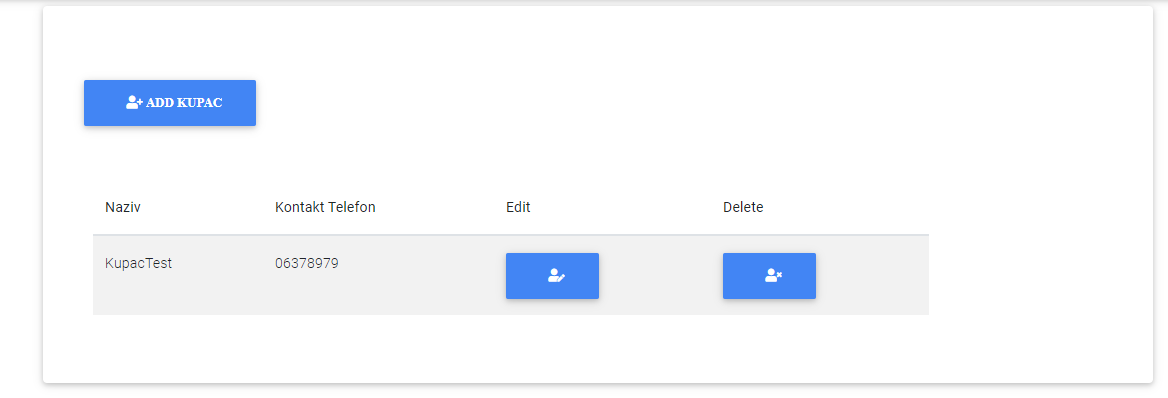 ADD KUPAC
Naziv Kontakt Telefon Edit Delete
KupacTest 06378979